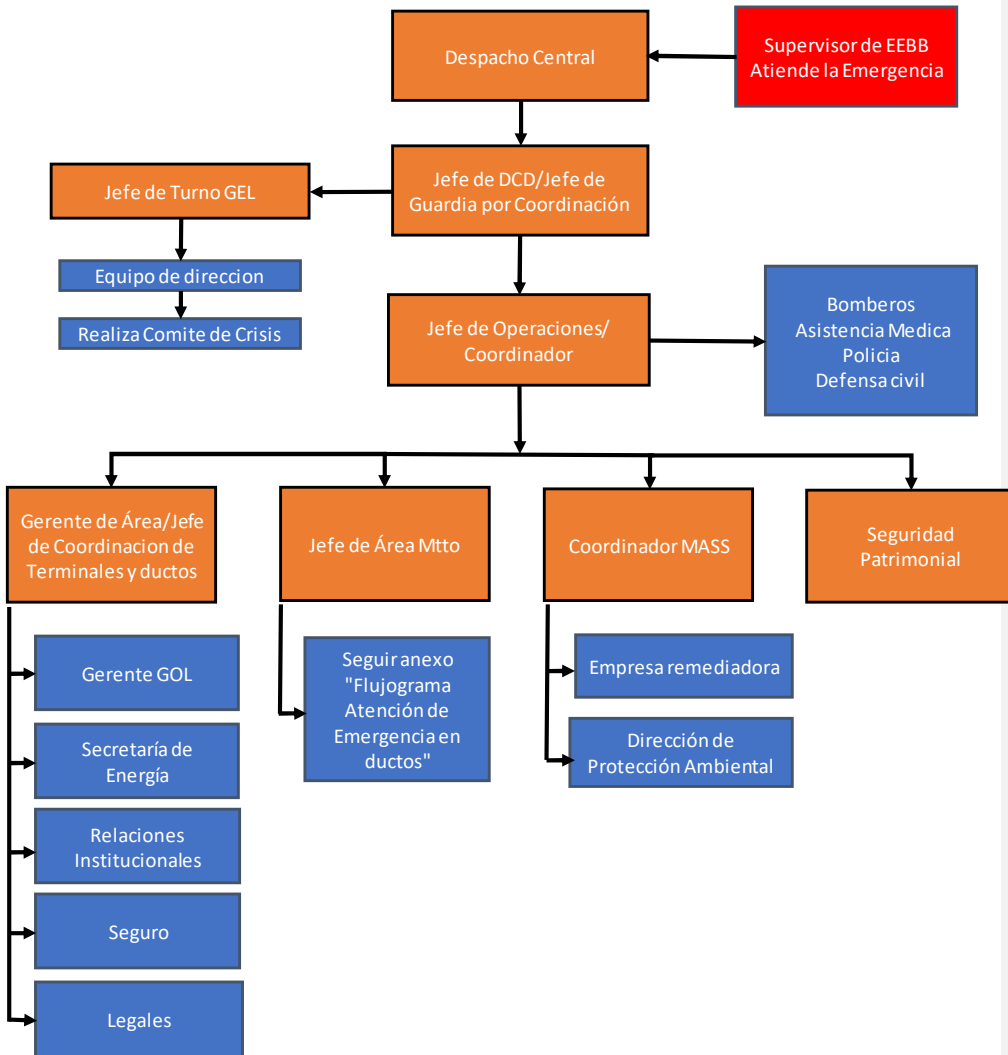 Despacho Central
Supervisor de EEBB
Atiende la Emergencia
Jefe de Turno GEL
Jefe de DCD/Jefe de
Guardia por Coordinación
Equipo de direccion
Realiza Comite de Crisis
Jefe de Operaciones/
Coordinador
Bomberos
Asistencia Medica
Policia
Defensa civil
Gerente de Área/Jefe
de Coordinacion de
Terminales y ductos
Jefe de Área Mtto
Coordinador MASS
Seguridad
Patrimonial
Gerente GOL
Secretaría de
Energía
Relaciones
Institucionales
Seguro
Legales
Seguir anexo
"Flujograma
Atención de
Emergencia en
ductos"
Empresa remediadora
Dirección de
Protección Ambiental